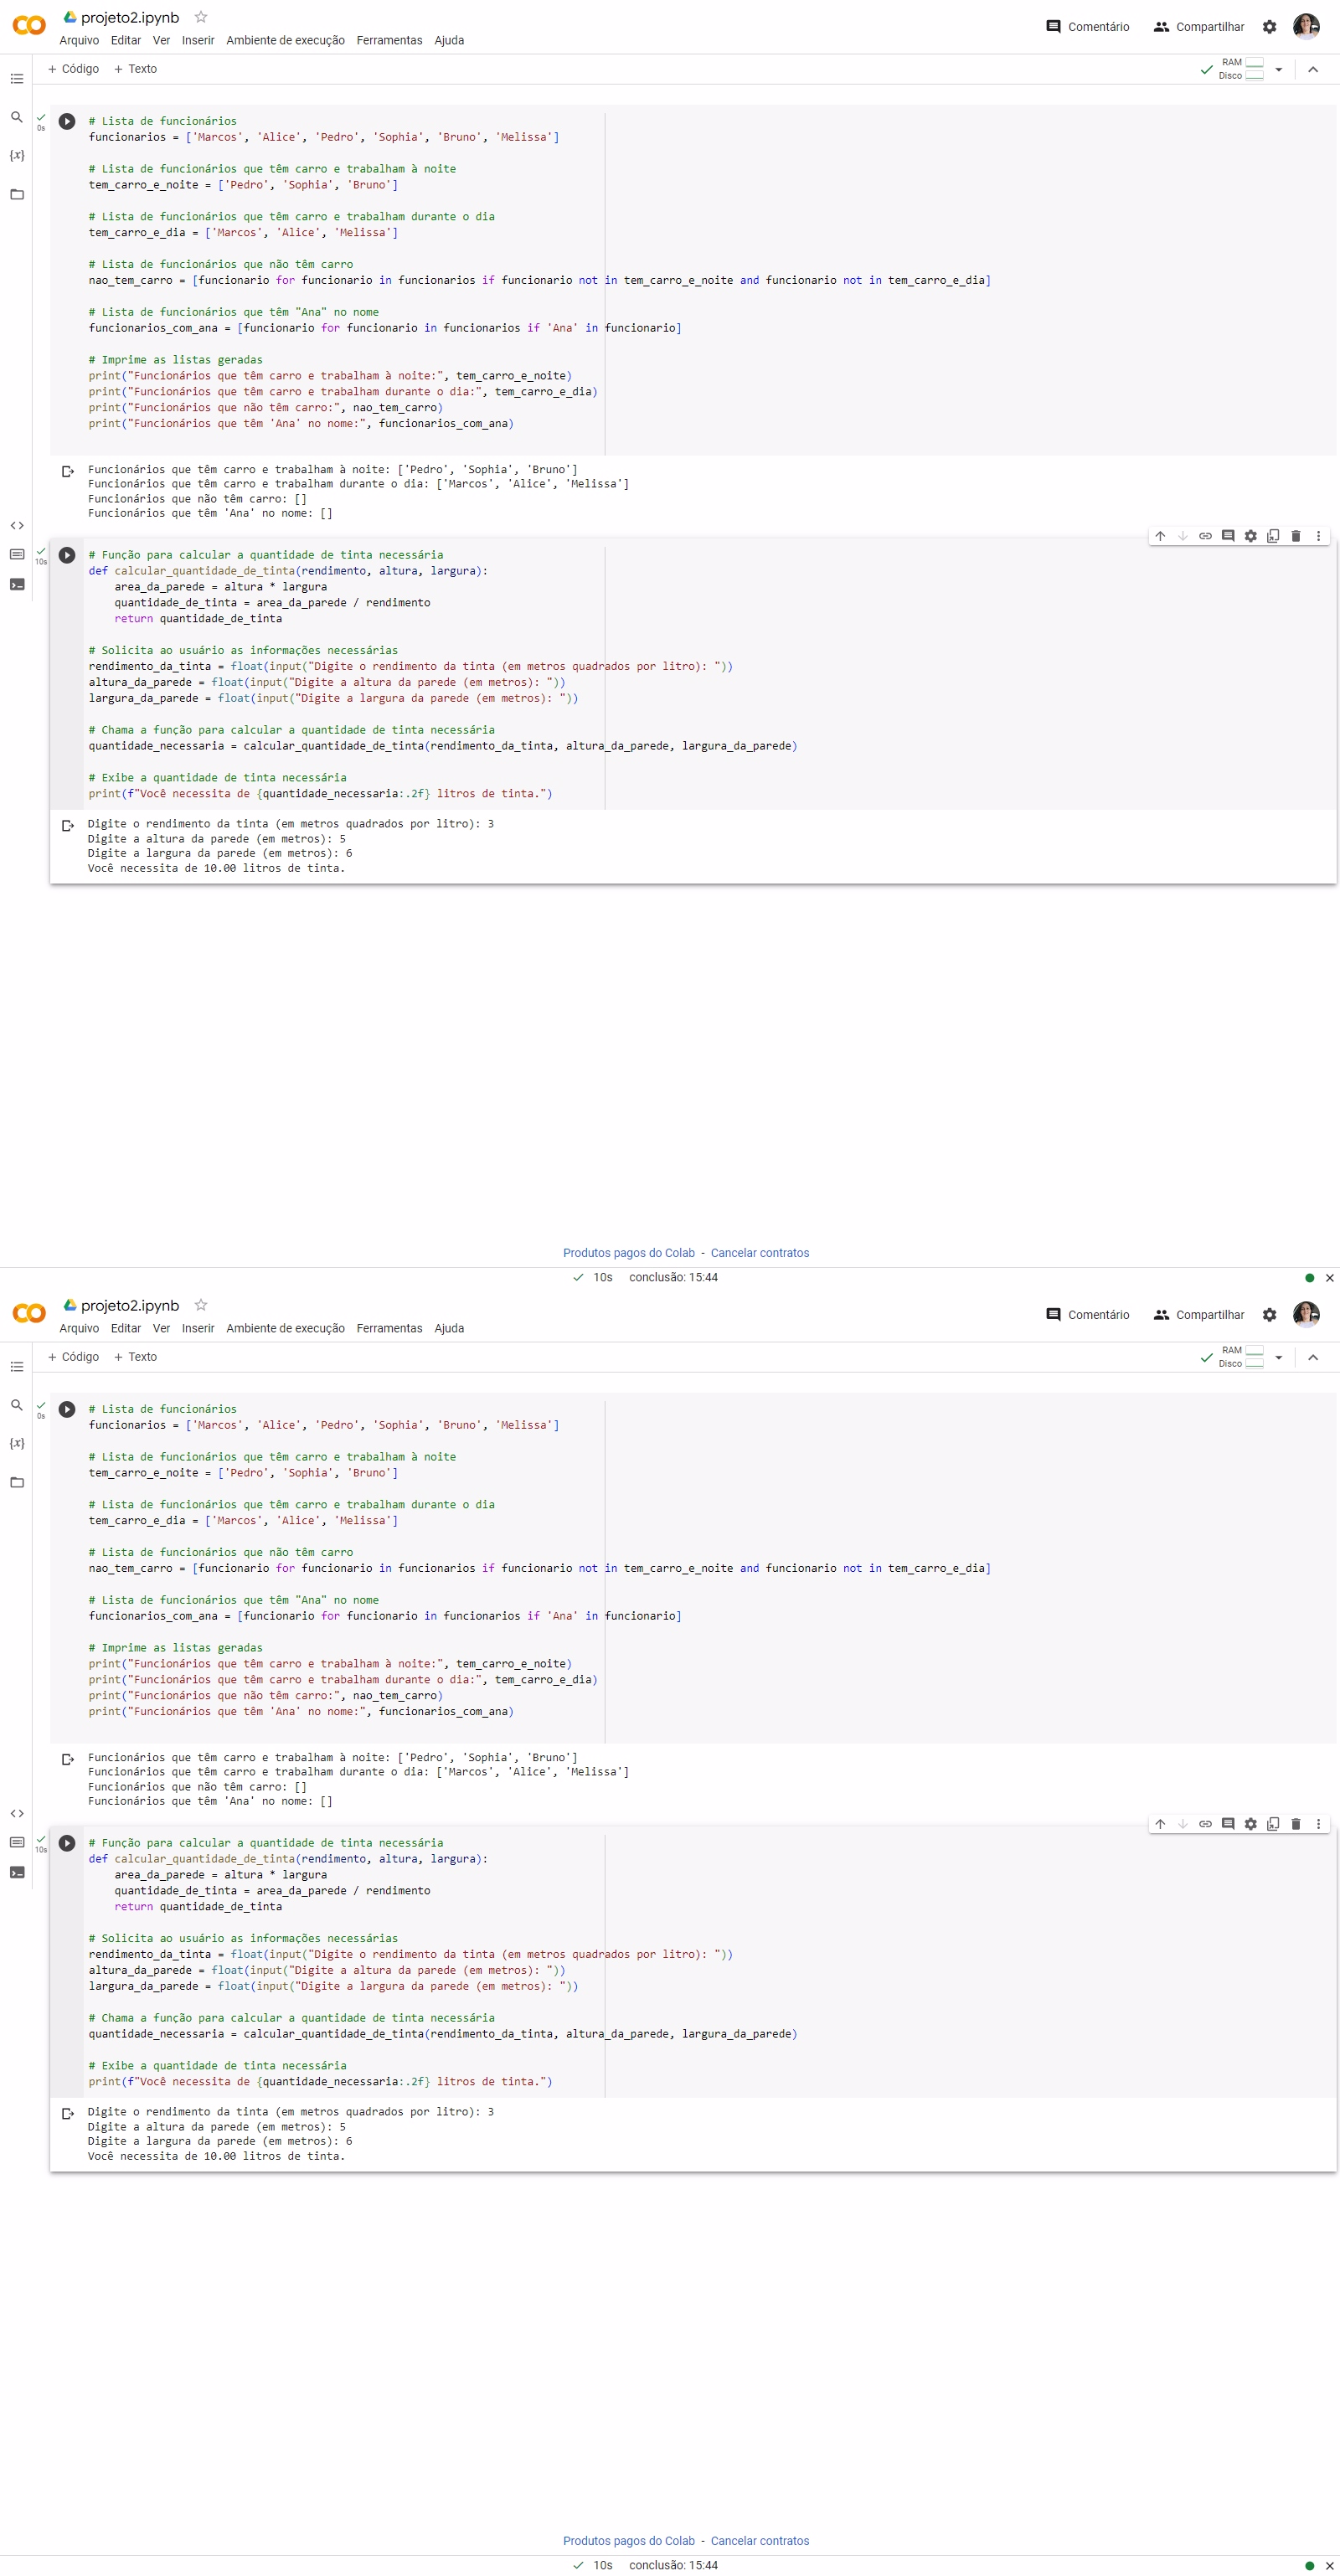 projeto2.ipynb
Arquivo Editar Ver Inserir Ambiente de execução Ferramentas Ajuda
Comentário Compartilhar
+ Código + Texto
RAM
Disco
0s
# Lista de funcionários
funcionarios = ['Marcos', 'Alice', 'Pedro', 'Sophia', 'Bruno', 'Melissa']
# Lista de funcionários que têm carro e trabalham à noite
tem_carro_e_noite = ['Pedro', 'Sophia', 'Bruno']
# Lista de funcionários que têm carro e trabalham durante o dia
tem_carro_e_dia = ['Marcos', 'Alice', 'Melissa']
# Lista de funcionários que não têm carro
nao_tem_carro = [funcionario for funcionario in funcionarios if funcionario not in tem_carro_e_noite and funcionario not in tem_carro_e_dia]
# Lista de funcionários que têm "Ana" no nome
funcionarios_com_ana = [funcionario for funcionario in funcionarios if 'Ana' in funcionario]
# Imprime as listas geradas
print("Funcionários que têm carro e trabalham à noite:", tem_carro_e_noite)
print("Funcionários que têm carro e trabalham durante o dia:", tem_carro_e_dia)
print("Funcionários que não têm carro:", nao_tem_carro)
print("Funcionários que têm 'Ana' no nome:", funcionarios_com_ana)
Funcionários que têm carro e trabalham à noite: ['Pedro', 'Sophia', 'Bruno']
Funcionários que têm carro e trabalham durante o dia: ['Marcos', 'Alice', 'Melissa']
Funcionários que não têm carro: []
Funcionários que têm 'Ana' no nome: []
10s
# Função para calcular a quantidade de tinta necessária
def calcular_quantidade_de_tinta(rendimento, altura, largura):
area_da_parede = altura * largura
quantidade_de_tinta = area_da_parede / rendimento
return quantidade_de_tinta
# Solicita ao usuário as informações necessárias
rendimento_da_tinta = float(input("Digite o rendimento da tinta (em metros quadrados por litro): "))
altura_da_parede = float(input("Digite a altura da parede (em metros): "))
largura_da_parede = float(input("Digite a largura da parede (em metros): "))
# Chama a função para calcular a quantidade de tinta necessária
quantidade_necessaria = calcular_quantidade_de_tinta(rendimento_da_tinta, altura_da_parede, largura_da_parede)
# Exibe a quantidade de tinta necessária
print(f"Você necessita de {quantidade_necessaria:.2f} litros de tinta.")
Digite o rendimento da tinta (em metros quadrados por litro): 3
Digite a altura da parede (em metros): 5
Digite a largura da parede (em metros): 6
Você necessita de 10.00 litros de tinta.
Produtos pagos do Colab - Cancelar contratos
10s conclusão: 15:44
projeto2.ipynb
Arquivo Editar Ver Inserir Ambiente de execução Ferramentas Ajuda
Comentário Compartilhar
+ Código + Texto
RAM
Disco
0s
# Lista de funcionários
funcionarios = ['Marcos', 'Alice', 'Pedro', 'Sophia', 'Bruno', 'Melissa']
# Lista de funcionários que têm carro e trabalham à noite
tem_carro_e_noite = ['Pedro', 'Sophia', 'Bruno']
# Lista de funcionários que têm carro e trabalham durante o dia
tem_carro_e_dia = ['Marcos', 'Alice', 'Melissa']
# Lista de funcionários que não têm carro
nao_tem_carro = [funcionario for funcionario in funcionarios if funcionario not in tem_carro_e_noite and funcionario not in tem_carro_e_dia]
# Lista de funcionários que têm "Ana" no nome
funcionarios_com_ana = [funcionario for funcionario in funcionarios if 'Ana' in funcionario]
# Imprime as listas geradas
print("Funcionários que têm carro e trabalham à noite:", tem_carro_e_noite)
print("Funcionários que têm carro e trabalham durante o dia:", tem_carro_e_dia)
print("Funcionários que não têm carro:", nao_tem_carro)
print("Funcionários que têm 'Ana' no nome:", funcionarios_com_ana)
Funcionários que têm carro e trabalham à noite: ['Pedro', 'Sophia', 'Bruno']
Funcionários que têm carro e trabalham durante o dia: ['Marcos', 'Alice', 'Melissa']
Funcionários que não têm carro: []
Funcionários que têm 'Ana' no nome: []
10s
# Função para calcular a quantidade de tinta necessária
def calcular_quantidade_de_tinta(rendimento, altura, largura):
area_da_parede = altura * largura
quantidade_de_tinta = area_da_parede / rendimento
return quantidade_de_tinta
# Solicita ao usuário as informações necessárias
rendimento_da_tinta = float(input("Digite o rendimento da tinta (em metros quadrados por litro): "))
altura_da_parede = float(input("Digite a altura da parede (em metros): "))
largura_da_parede = float(input("Digite a largura da parede (em metros): "))
# Chama a função para calcular a quantidade de tinta necessária
quantidade_necessaria = calcular_quantidade_de_tinta(rendimento_da_tinta, altura_da_parede, largura_da_parede)
# Exibe a quantidade de tinta necessária
print(f"Você necessita de {quantidade_necessaria:.2f} litros de tinta.")
Digite o rendimento da tinta (em metros quadrados por litro): 3
Digite a altura da parede (em metros): 5
Digite a largura da parede (em metros): 6
Você necessita de 10.00 litros de tinta.
Produtos pagos do Colab - Cancelar contratos
10s conclusão: 15:44